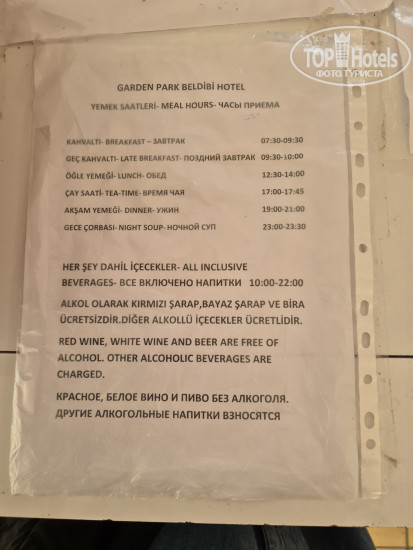 TOP Hotels
ФОТО ТУРИСТА
GARDEN PARK BELDİBİ HOTEL
YEMEK SAATLERİ- MEAL HOURS- ЧАСЫ ПРИЕМА
KAHVALTI- BREAKFAST – ЗАВТРАК 07:30-09:30
GEÇ KAHVALTI- LATE BREAKFAST- ПОЗДНИЙ ЗАВТРАК 09:30-10:00
ÖĞLE YEMEĞİ- LUNCH- ОБЕД 12:30-14:00
ÇAY SAATİ- TEA-TIME- ВРЕМЯ ЧАЯ 17:00-17:45
AKŞAM YEMEĞİ- DINNER- УЖИН 19:00-21:00
GECE ÇORBASI- NIGHT SOUP- НОЧНОЙ СУП 23:00-23:30
HER ŞEY DAHİL İÇECEKLER- ALL INCLUSIVE
BEVERAGES- ВСЕ ВКЛЮЧЕНО НАПИТКИ 10:00-22:00
ALKOL OLARAK KIRMIZI ŞARAP,BAYAZ ŞARAP VE BİRA
ÜCRETSİZDİR.DİĞER ALKOLLÜ İÇECEKLER ÜCRETLİDİR.
RED WINE, WHITE WINE AND BEER ARE FREE OF
ALCOHOL. OTHER ALCOHOLIC BEVERAGES ARE
CHARGED.
КРАСНОЕ, БЕЛОЕ ВИНО И ПИВО БЕЗ АЛКОГОЛЯ.
ДРУГИЕ АЛКОГОЛЬНЫЕ НАПИТКИ ВЗНОСЯТСЯ